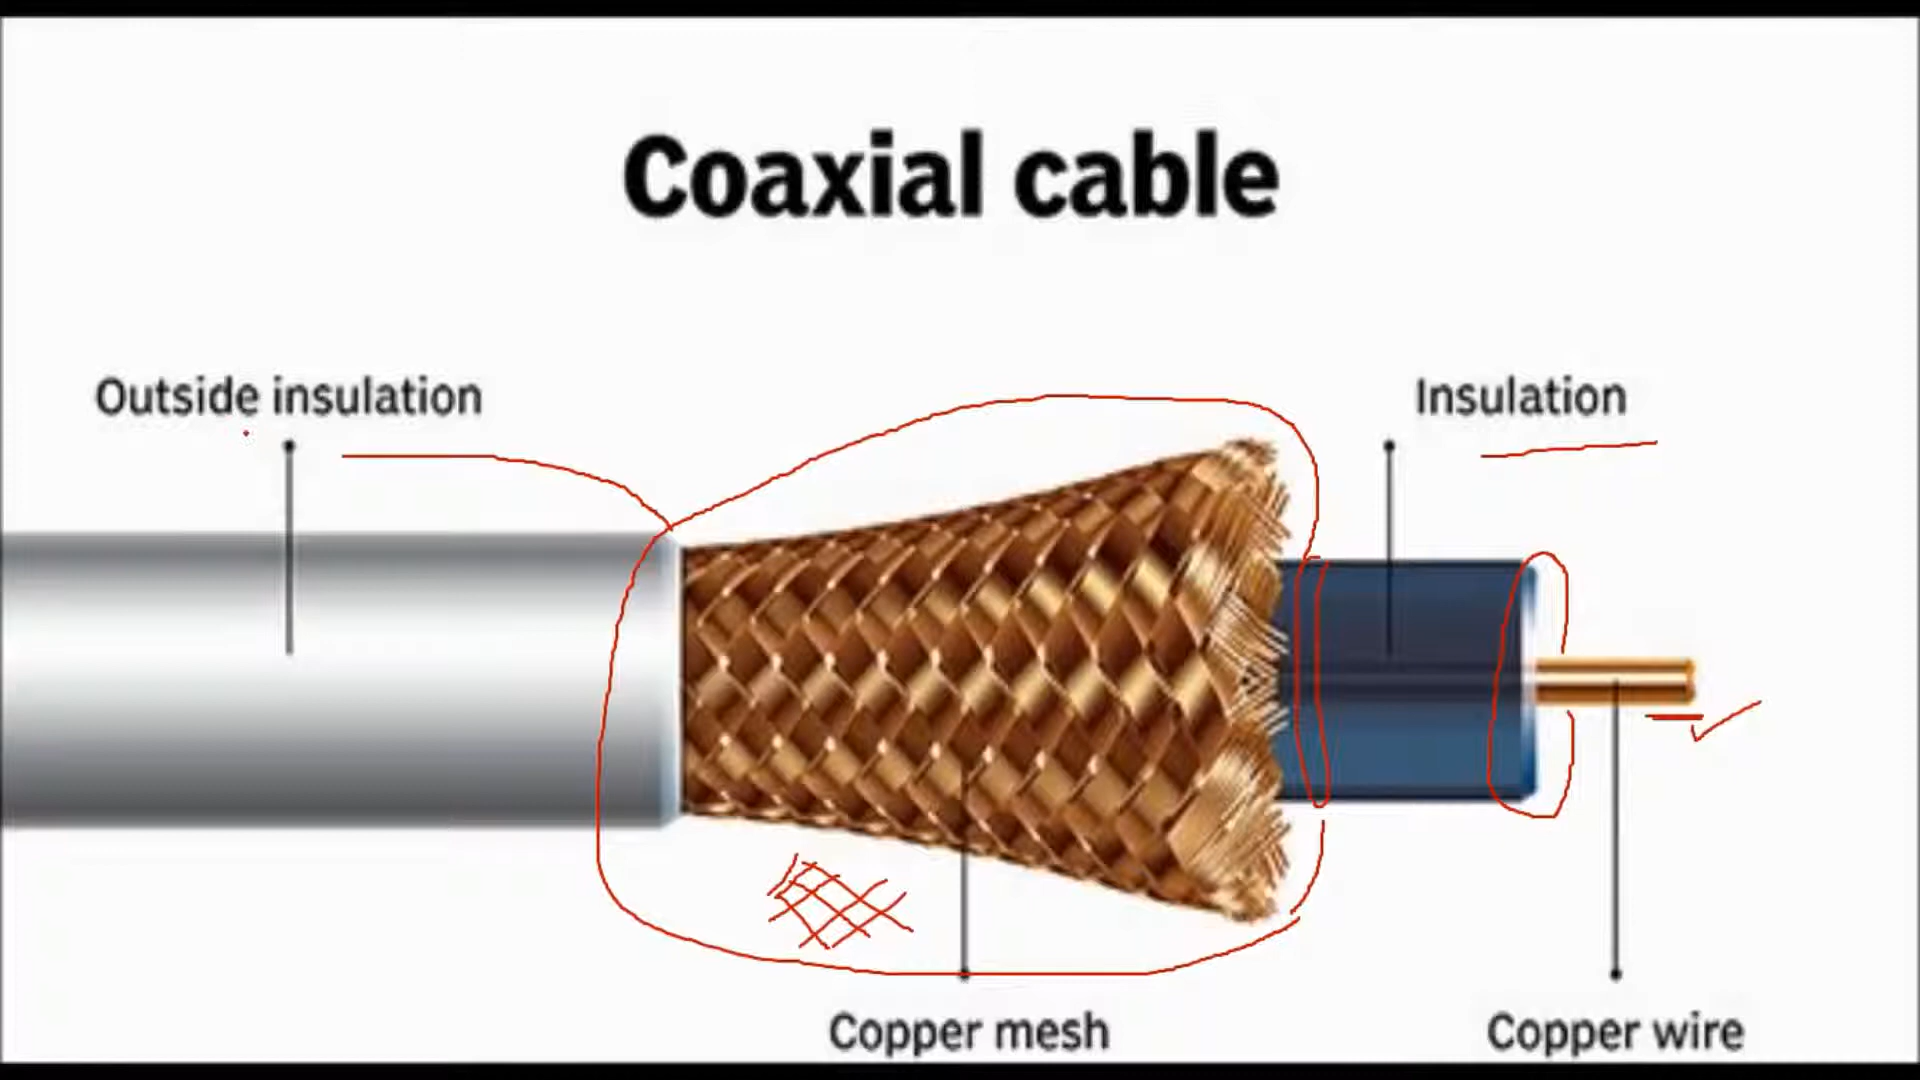 Coaxial cable
Outside insulation
Insulation
Copper mesh
Copper wire